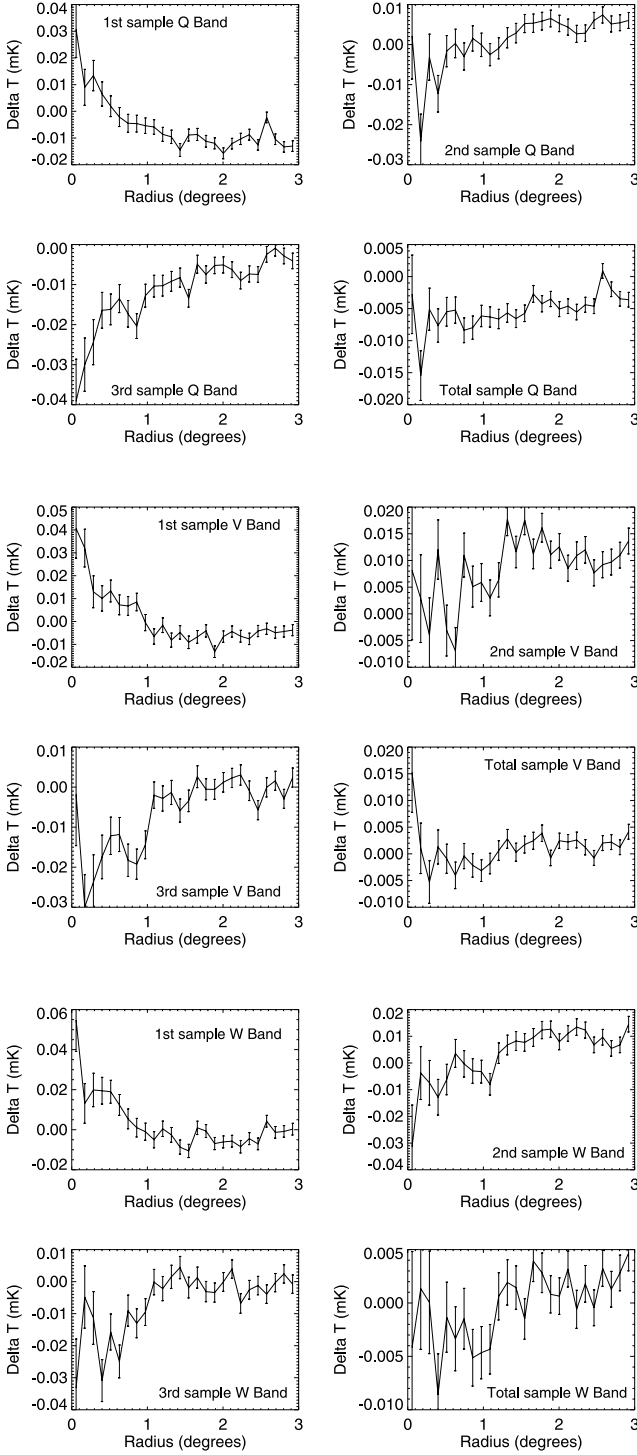 1st sample Q Band
Delta T (mK)
0.04
0.03
0.02
0.01
0.00
-0.01
-0.02
0 1 2 3
Radius (degrees)
2nd sample Q Band
Delta T (mK)
0.01
0.00
-0.01
-0.02
-0.03
0 1 2 3
Radius (degrees)
3rd sample Q Band
Delta T (mK)
0.00
-0.01
-0.02
-0.03
-0.04
0 1 2 3
Radius (degrees)
Total sample Q Band
Delta T (mK)
0.005
0.000
-0.005
-0.010
-0.015
-0.020
0 1 2 3
Radius (degrees)
1st sample V Band
Delta T (mK)
0.05
0.04
0.03
0.02
0.01
0.00
-0.01
-0.02
0 1 2 3
Radius (degrees)
2nd sample V Band
Delta T (mK)
0.020
0.015
0.010
0.005
0.000
-0.005
-0.010
0 1 2 3
Radius (degrees)
3rd sample V Band
Delta T (mK)
0.01
0.00
-0.01
-0.02
-0.03
0 1 2 3
Radius (degrees)
Total sample V Band
Delta T (mK)
0.020
0.015
0.010
0.005
0.000
-0.005
-0.010
0 1 2 3
Radius (degrees)
1st sample W Band
Delta T (mK)
0.06
0.04
0.02
0.00
-0.02
0 1 2 3
Radius (degrees)
2nd sample W Band
Delta T (mK)
0.02
0.01
0.00
-0.01
-0.02
-0.03
-0.04
0 1 2 3
Radius (degrees)
3rd sample W Band
Delta T (mK)
0.01
0.00
-0.01
-0.02
-0.03
-0.04
0 1 2 3
Radius (degrees)
Total sample W Band
Delta T (mK)
0.005
0.000
-0.005
-0.010
0 1 2 3
Radius (degrees)